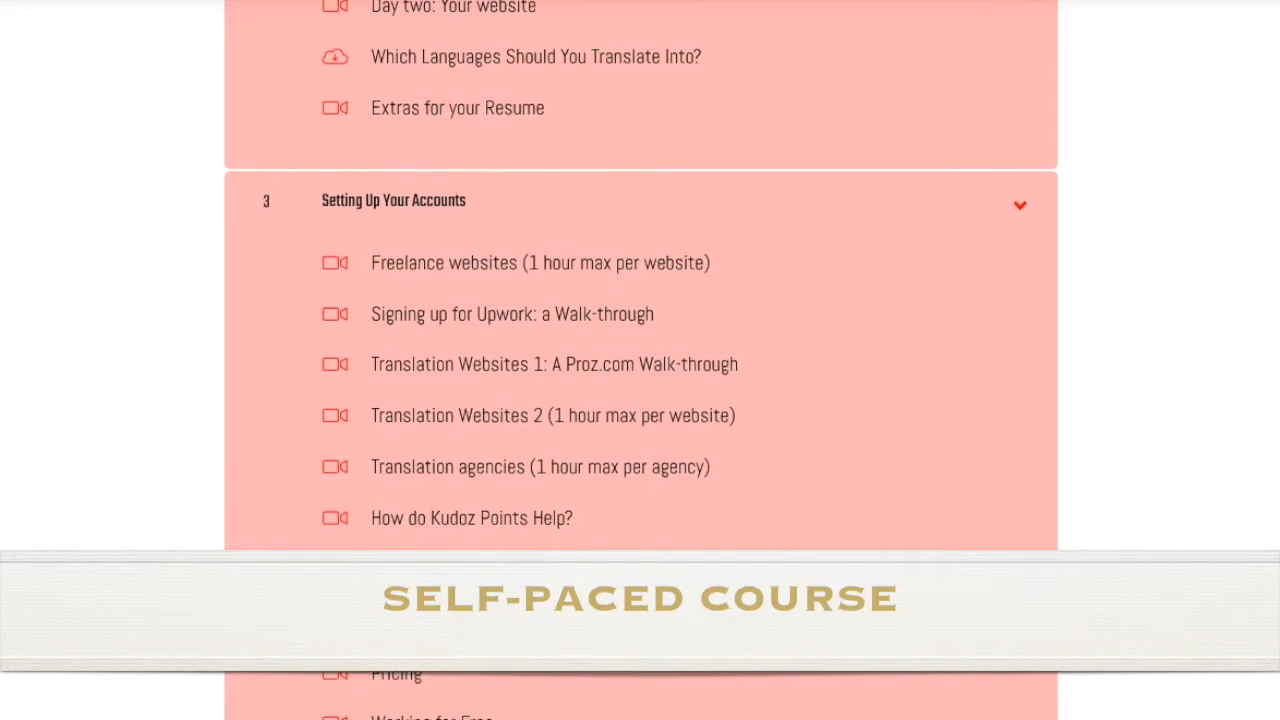 Day two: Your website
Which Languages Should You Translate Into?
Extras for your Resume
3 Setting Up Your Accounts
Freelance websites (1 hour max per website)
Signing up for Upwork: a Walk-through
Translation Websites 1: A Proz.com Walk-through
Translation Websites 2 (1 hour max per website)
Translation agencies (1 hour max per agency)
How do Kudoz Points Help?
SELF-PACED COURSE
Pricing
Working for Free